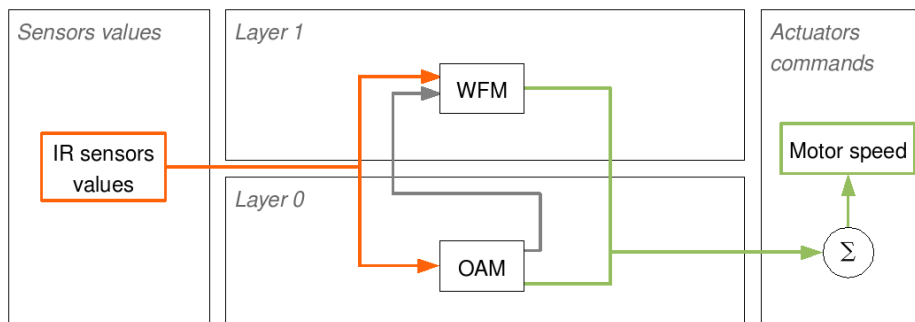 Sensors values
Layer 1
Actuators
commands
WFM
IR sensors
values
Motor speed
Layer 0
OAM
Σ